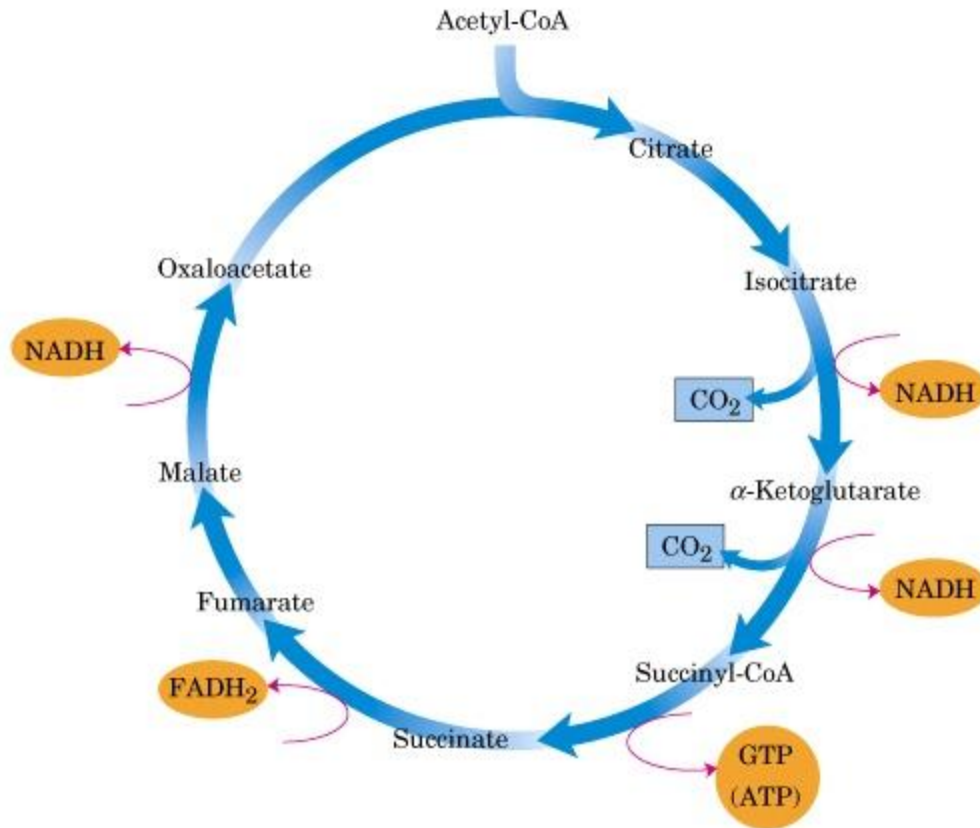 Acetyl-CoA
Citrate
Isocitrate
NADH
CO₂
α-Ketoglutarate
NADH
CO₂
Succinyl-CoA
GTP
(ATP)
Succinate
FADH₂
Fumarate
Malate
NADH
Oxaloacetate